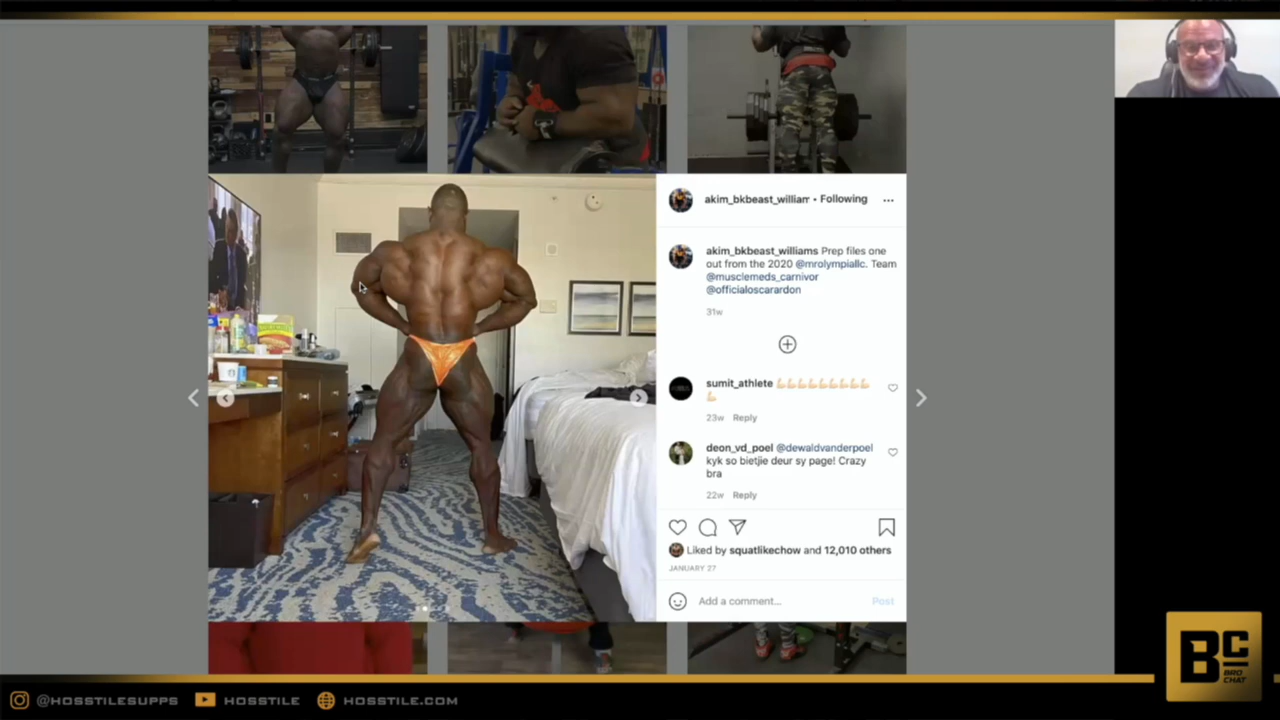 akim_bkbeast_williams • Following
akim_bkbeast_williams Prep files one
out from the 2020 @mrolympiallc. Team
@musclemeds_carnivor
@officialoscarardon
31w
sumit_athlete 💪🏻💪🏻💪🏻💪🏻💪🏻💪🏻💪🏻💪🏻💪🏻
💪🏻
23w Reply
deon_vd_poel @dewaldvanderpoel
kyk so bietjie deur sy page! Crazy
bra
22w Reply
Liked by squatlikechow and 12,010 others
JANUARY 27
Add a comment...
Post
BC
BRO
CHAT
@HOSSTILESUPPS HOSSTILE HOSSTILE.COM